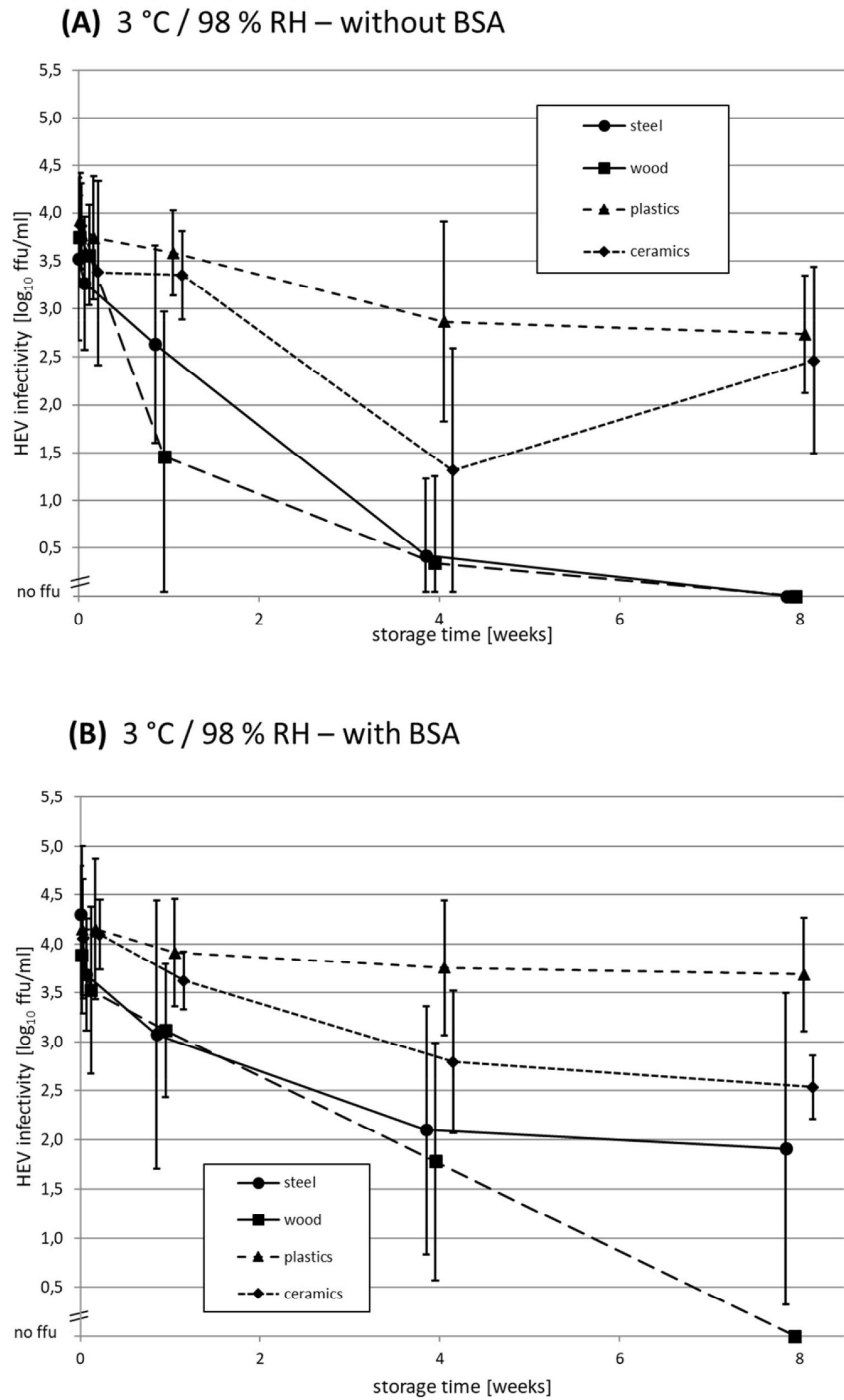 (A) 3 °C / 98 % RH – without BSA
HEV infectivity [log10 ffu/ml]
5,5
5,0
4,5
4,0
3,5
3,0
2,5
2,0
1,5
1,0
0,5
no ffu
steel
wood
plastics
ceramics
0 2 4 6 8
storage time [weeks]
(B) 3 °C / 98 % RH – with BSA
HEV infectivity [log10 ffu/ml]
5,5
5,0
4,5
4,0
3,5
3,0
2,5
2,0
1,5
1,0
0,5
no ffu
steel
wood
plastics
ceramics
0 2 4 6 8
storage time [weeks]